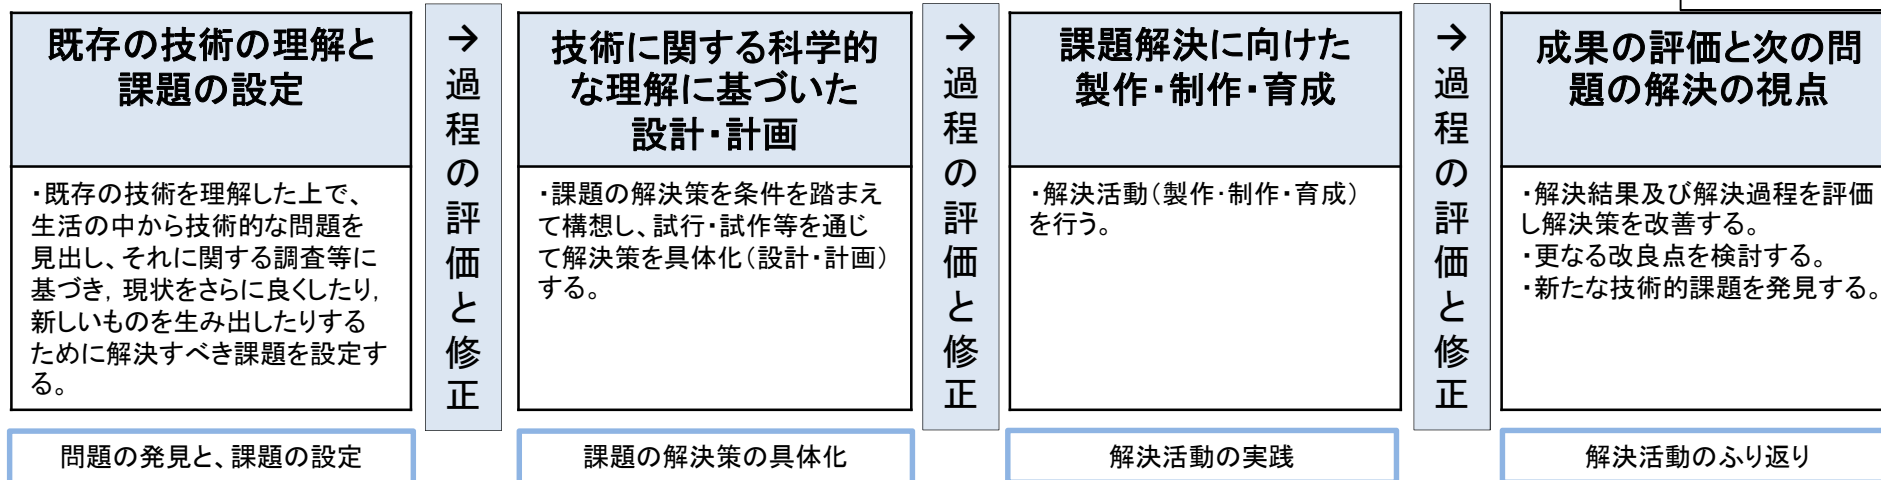 既存の技術の理解と
課題の設定
・既存の技術を理解した上で、
生活の中から技術的な問題を
見出し、それに関する調査等に
基づき, 現状をさらに良くしたり,
新しいものを生み出したりする
ために解決すべき課題を設定す
る。
問題の発見と、課題の設定
→過程の評価と修正
技術に関する科学的
な理解に基づいた
設計・計画
・課題の解決策を条件を踏まえ
て構想し、試行・試作等を通じ
て解決策を具体化(設計・計画)
する。
課題の解決策の具体化
→過程の評価と修正
課題解決に向けた
製作・制作・育成
・解決活動(製作・制作・育成)
を行う。
解決活動の実践
→過程の評価と修正
成果の評価と次の問
題の解決の視点
・解決結果及び解決過程を評価
し解決策を改善する。
・更なる改良点を検討する。
・新たな技術的課題を発見する。
解決活動のふり返り